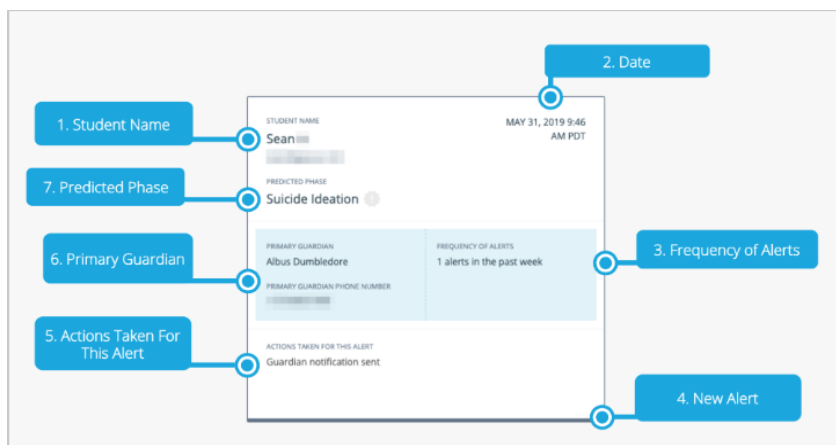 2. Date
1. Student Name
STUDENT NAME
Sean
MAY 31, 2019 9:46
AM PDT
7. Predicted Phase
PREDICTED PHASE
Suicide Ideation
6. Primary Guardian
PRIMARY GUARDIAN
Albus Dumbledore
FREQUENCY OF ALERTS
1 alerts in the past week
3. Frequency of Alerts
PRIMARY GUARDIAN PHONE NUMBER
5. Actions Taken For
This Alert
ACTIONS TAKEN FOR THIS ALERT
Guardian notification sent
4. New Alert